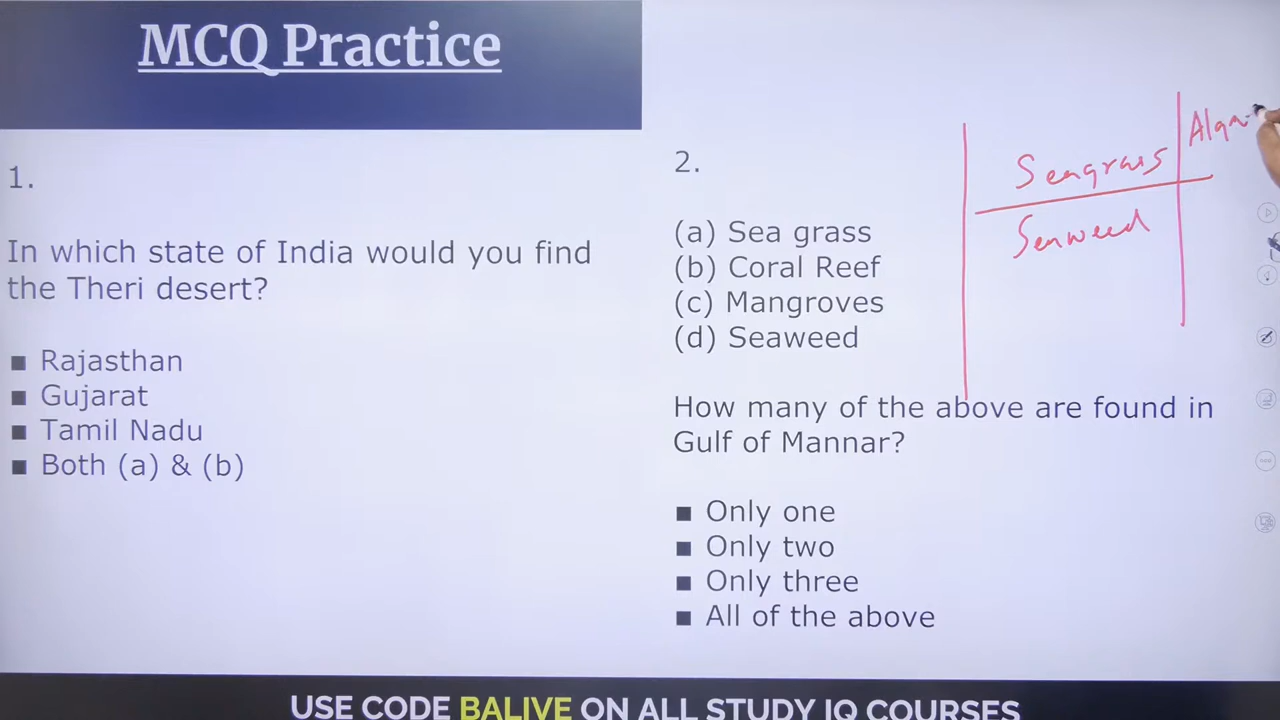 MCQ Practice
1.
In which state of India would you find
the Theri desert?
■ Rajasthan
■ Gujarat
■ Tamil Nadu
■ Both (a) & (b)
2.
(a) Sea grass
(b) Coral Reef
(c) Mangroves
(d) Seaweed
How many of the above are found in
Gulf of Mannar?
■ Only one
■ Only two
■ Only three
■ All of the above
Seagrass
Seaweed
USE CODE BALIVE ON ALL STUDY IQ COURSES